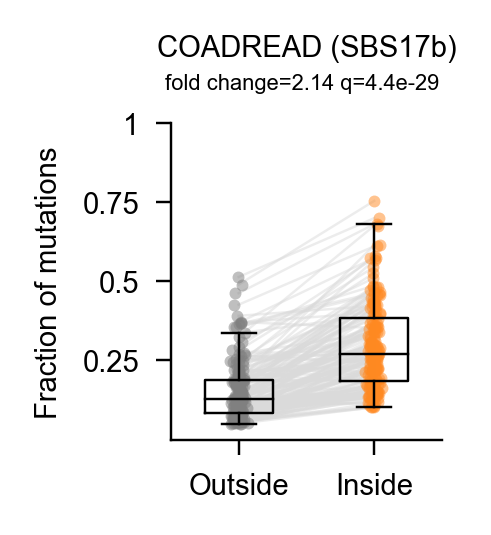 COADREAD (SBS17b)
fold change=2.14 q=4.4e-29
Fraction of mutations
1
0.75
0.5
0.25
Outside Inside